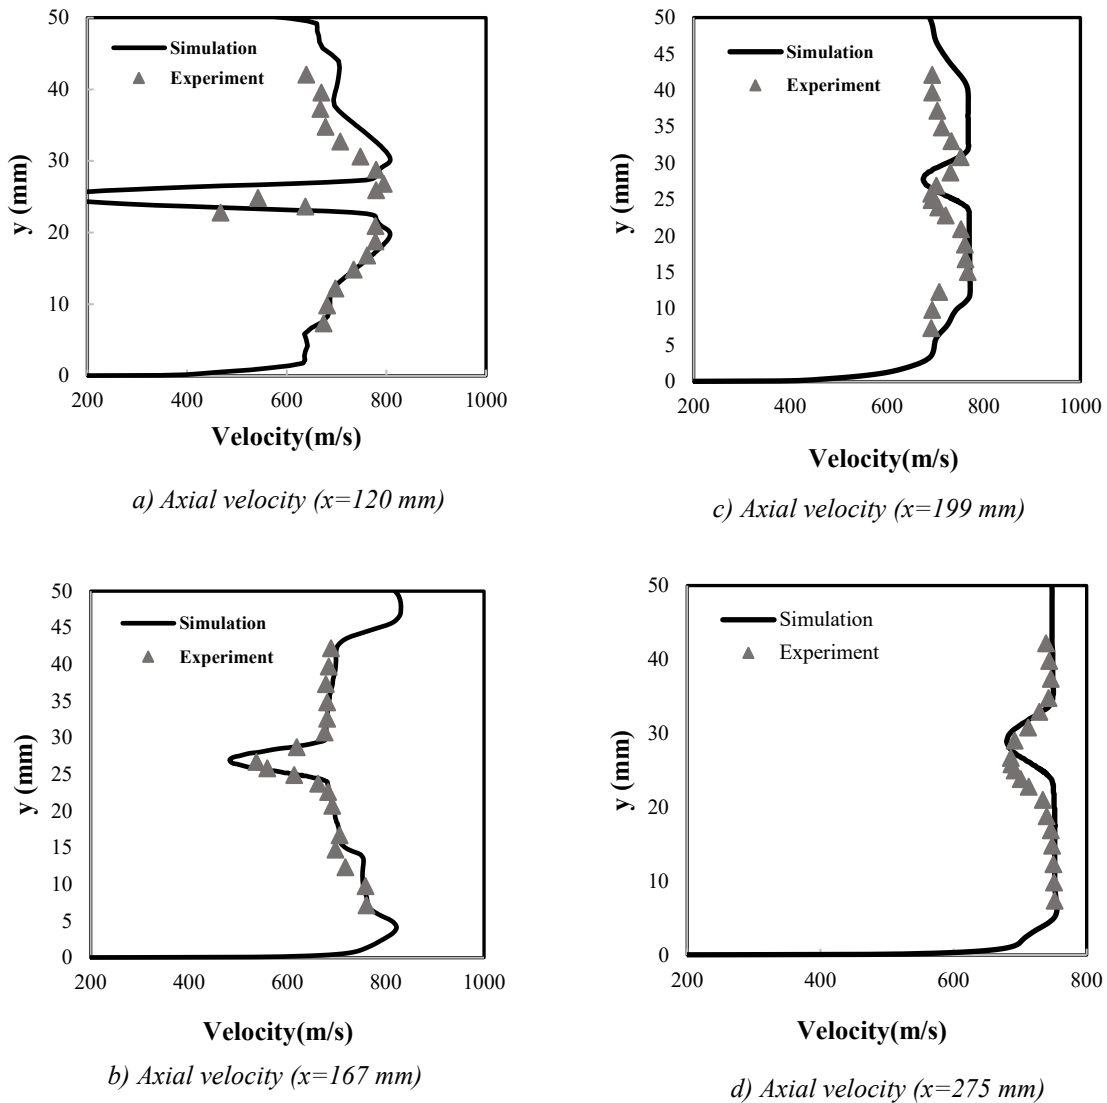 50
40
30
20
10
0
y (mm)
Simulation
Experiment
200 400 600 800 1000
Velocity(m/s)
a) Axial velocity (x=120 mm)
50
45
40
35
30
25
20
15
10
5
0
y (mm)
Simulation
Experiment
200 400 600 800 1000
Velocity(m/s)
c) Axial velocity (x=199 mm)
50
45
40
35
30
25
20
15
10
5
0
y (mm)
Simulation
Experiment
200 400 600 800 1000
Velocity(m/s)
b) Axial velocity (x=167 mm)
50
40
30
20
10
0
y (mm)
Simulation
Experiment
200 400 600 800
Velocity(m/s)
d) Axial velocity (x=275 mm)